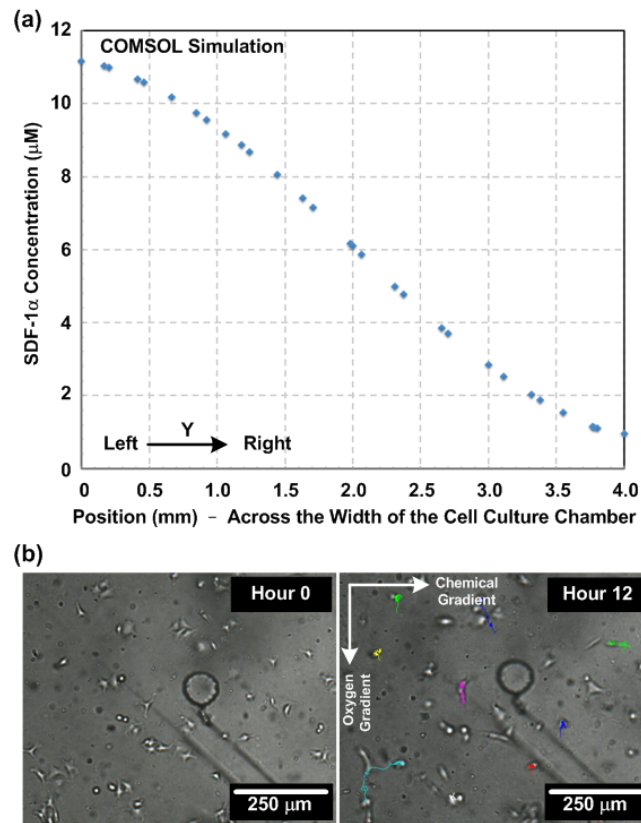 (a)
12
COMSOL Simulation
10
8
6
4
2
0
SDF-1α Concentration (μM)
Y
Left Right
0 0.5 1.0 1.5 2.0 2.5 3.0 3.5 4.0
Position (mm) – Across the Width of the Cell Culture Chamber
(b)
Hour 0
250 μm
Chemical
Gradient
Hour 12
Oxygen
Gradient
250 μm